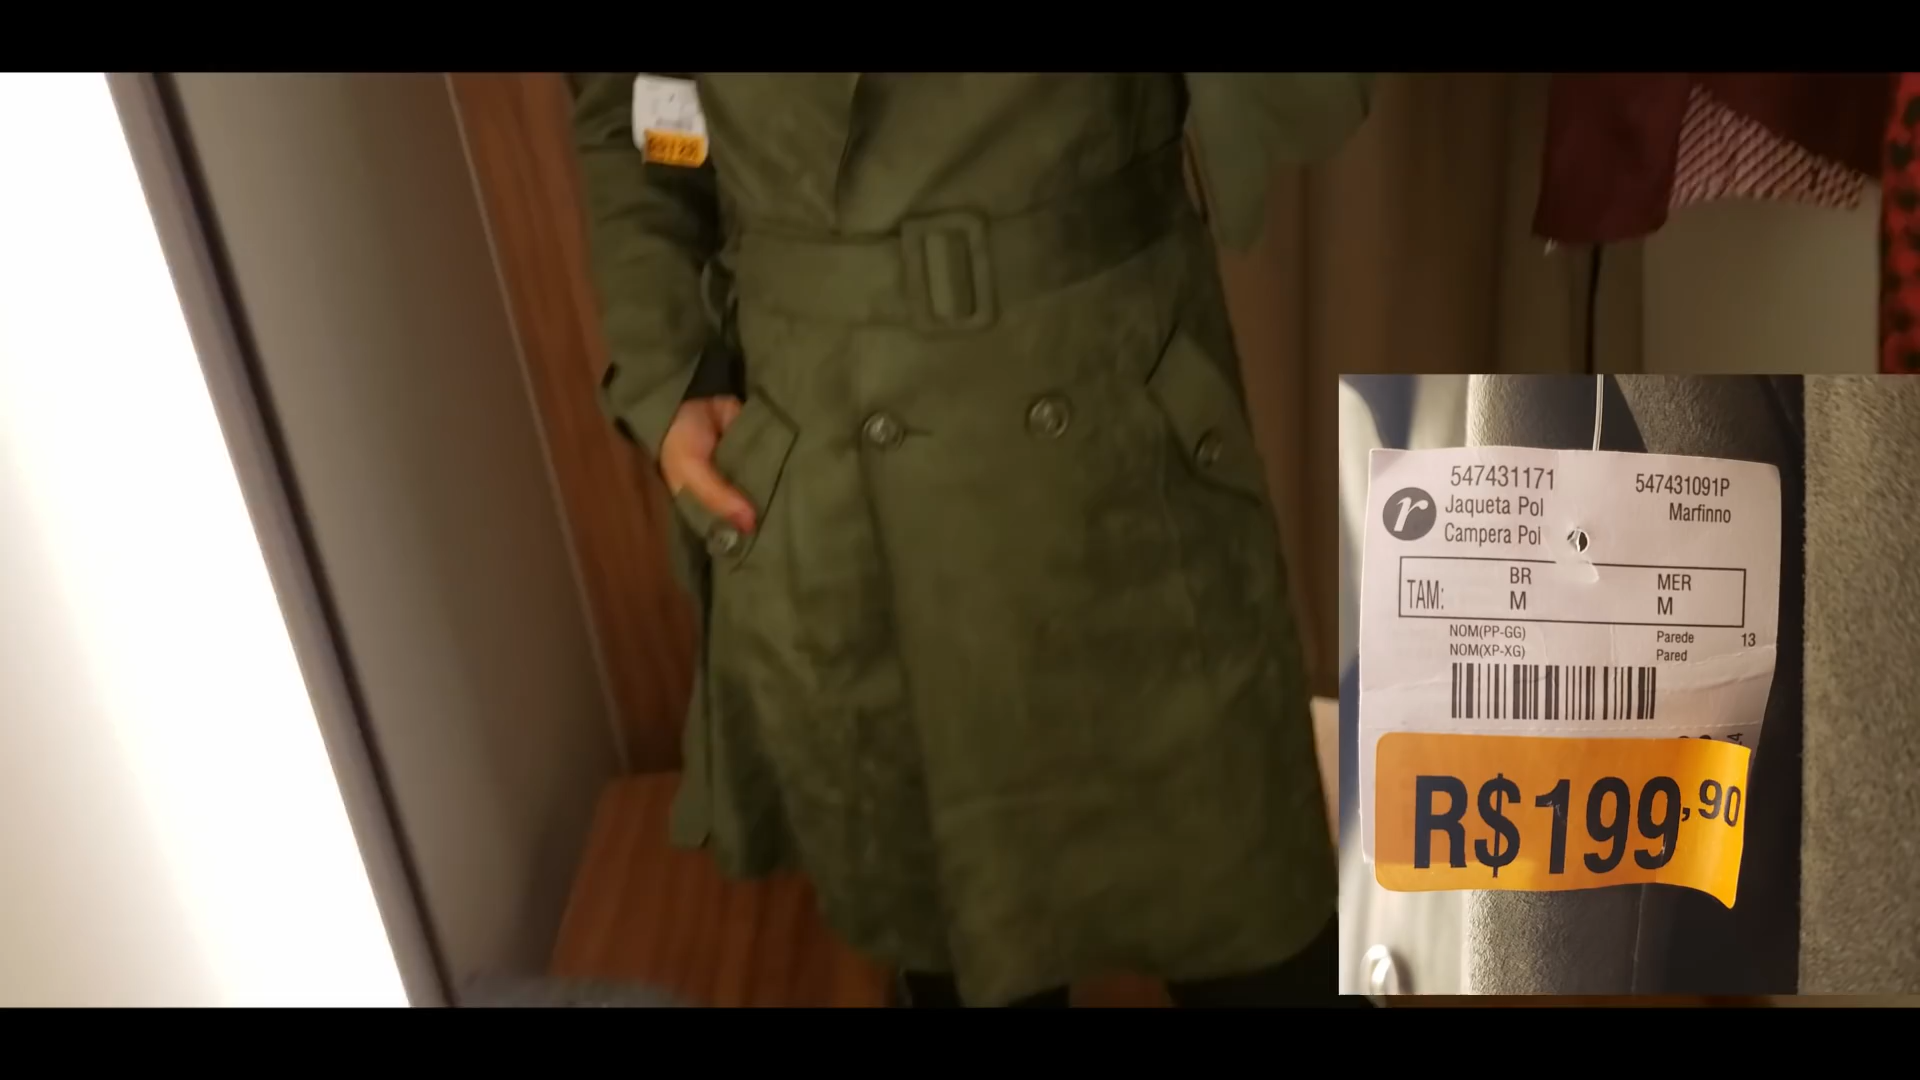 547431171
547431091P
r
Jaqueta Pol
Marfinno
Campera Pol
TAM:
BR
MER
M
M
NOM(PP-GG)
Parede
13
NOM(XP-XG)
Pared
R$199,90